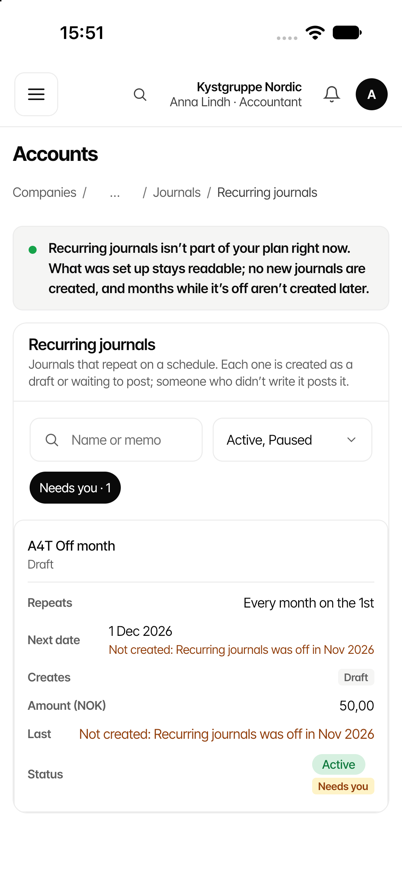 15:51
Kystgruppe Nordic
Anna Lindh · Accountant
A
Accounts
Companies / ... / Journals / Recurring journals
Recurring journals isn’t part of your plan right now.
What was set up stays readable; no new journals are
created, and months while it’s off aren’t created later.
Recurring journals
Journals that repeat on a schedule. Each one is created as a
draft or waiting to post; someone who didn’t write it posts it.
Name or memo
Active, Paused
Needs you · 1
A4T Off month
Draft
Repeats
Every month on the 1st
Next date
1 Dec 2026
Not created: Recurring journals was off in Nov 2026
Creates
Draft
Amount (NOK)
50,00
Last
Not created: Recurring journals was off in Nov 2026
Status
Active
Needs you